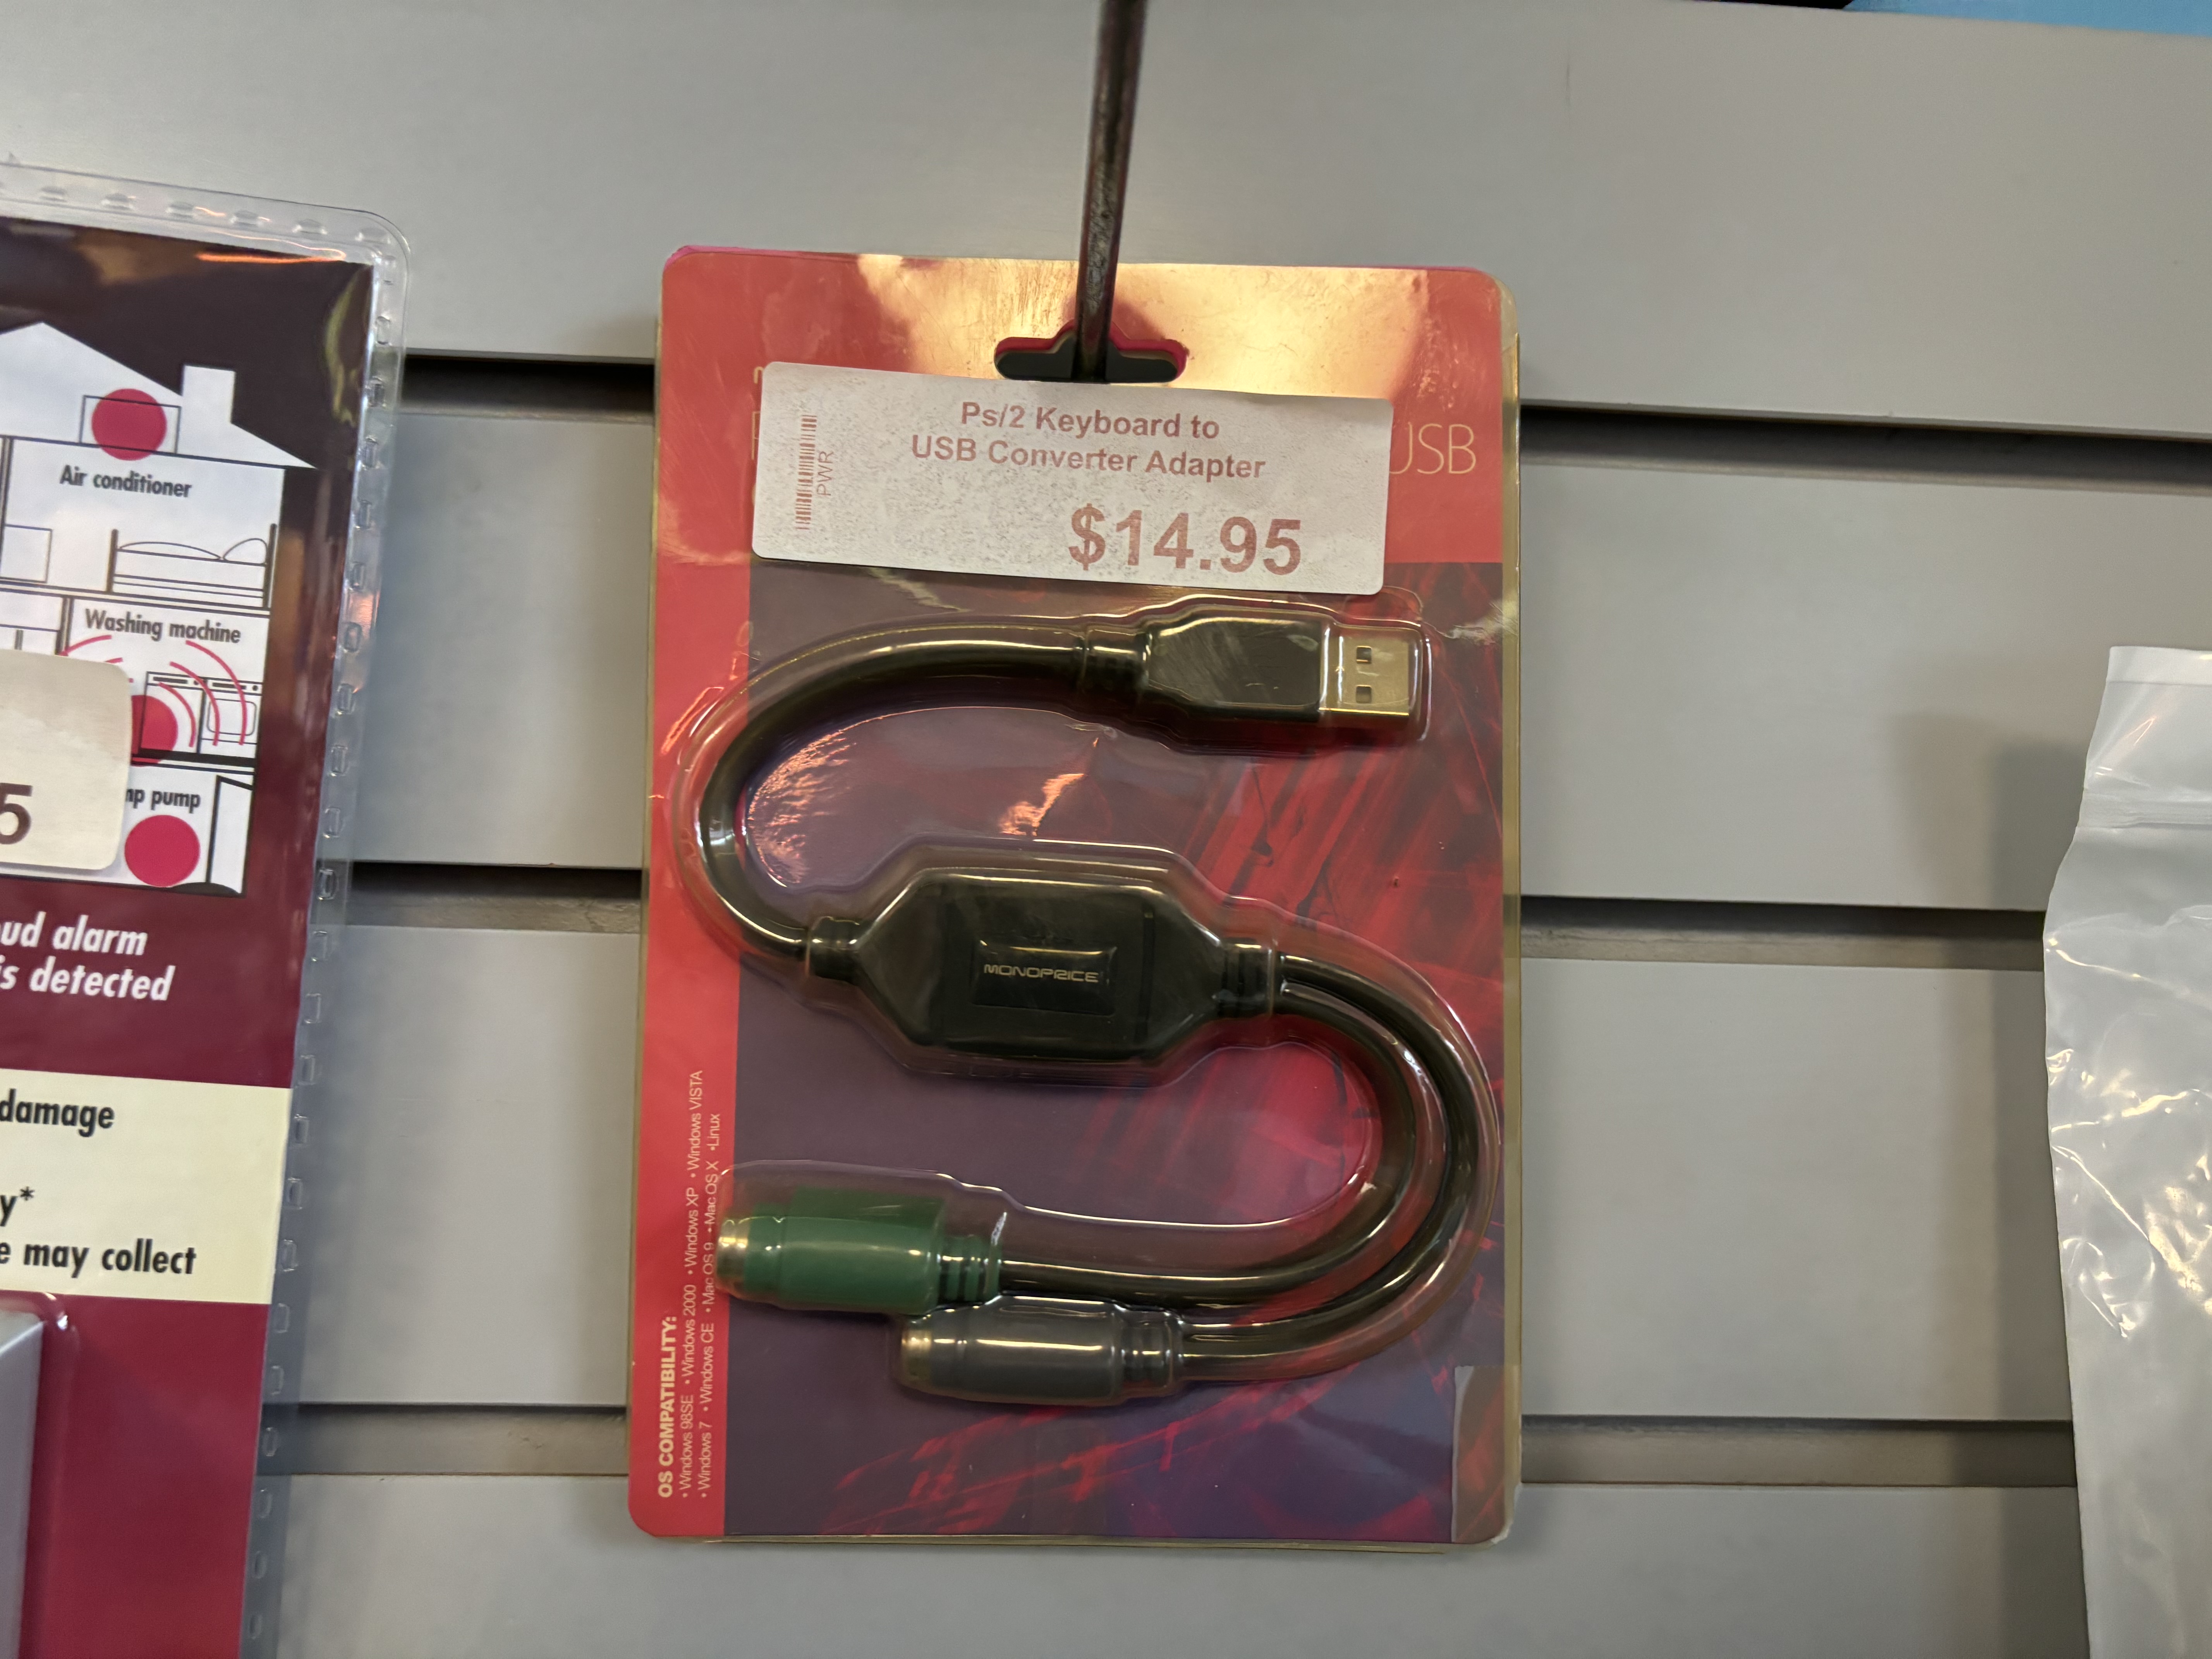 Ps/2 Keyboard to
USB Converter Adapter
$14.95
PWR
USB
MONOPRICE
OS COMPATIBILITY:
• Windows 98SE • Windows 2000 • Windows XP • Windows VISTA
• Windows 7 • Windows CE • Mac OS 9 • Mac OS X • Linux
Air conditioner
Washing machine
pump
5
alarm
is detected
damage
may collect